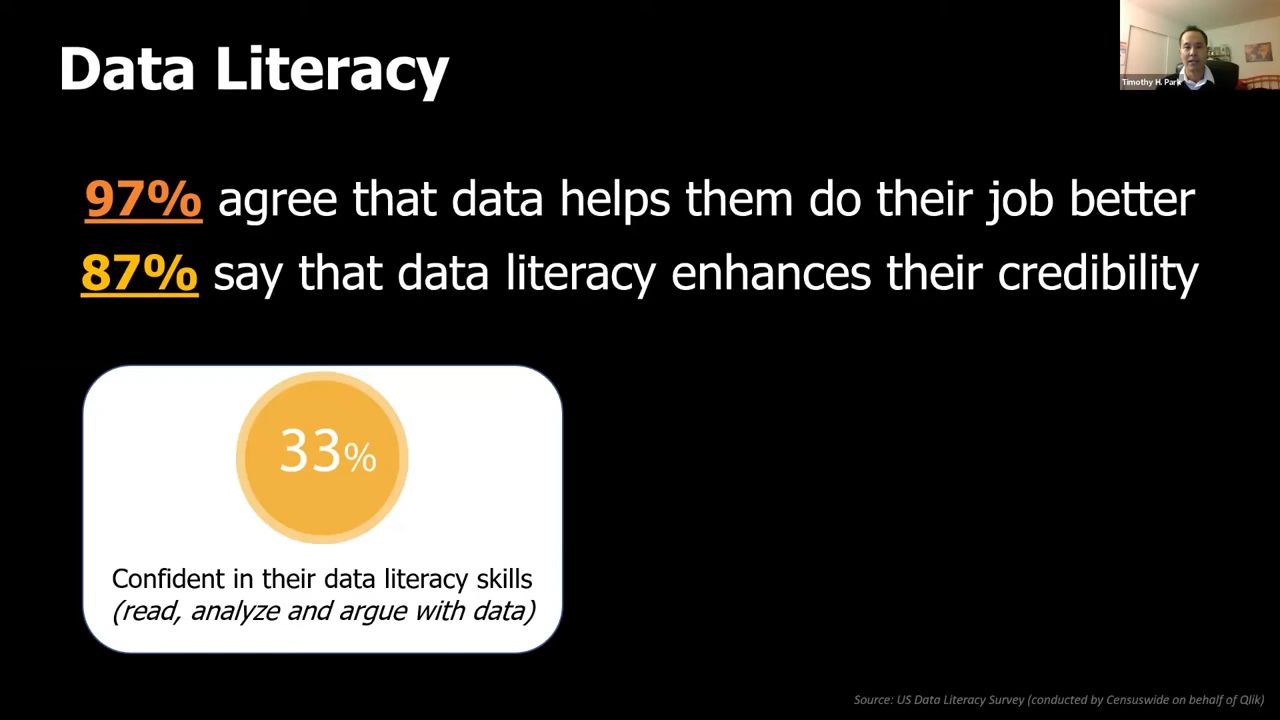 Data Literacy
Timothy H. Park
97% agree that data helps them do their job better
87% say that data literacy enhances their credibility
33%
Confident in their data literacy skills
(read, analyze and argue with data)
Source: US Data Literacy Survey (conducted by Censuswide on behalf of Qlik)